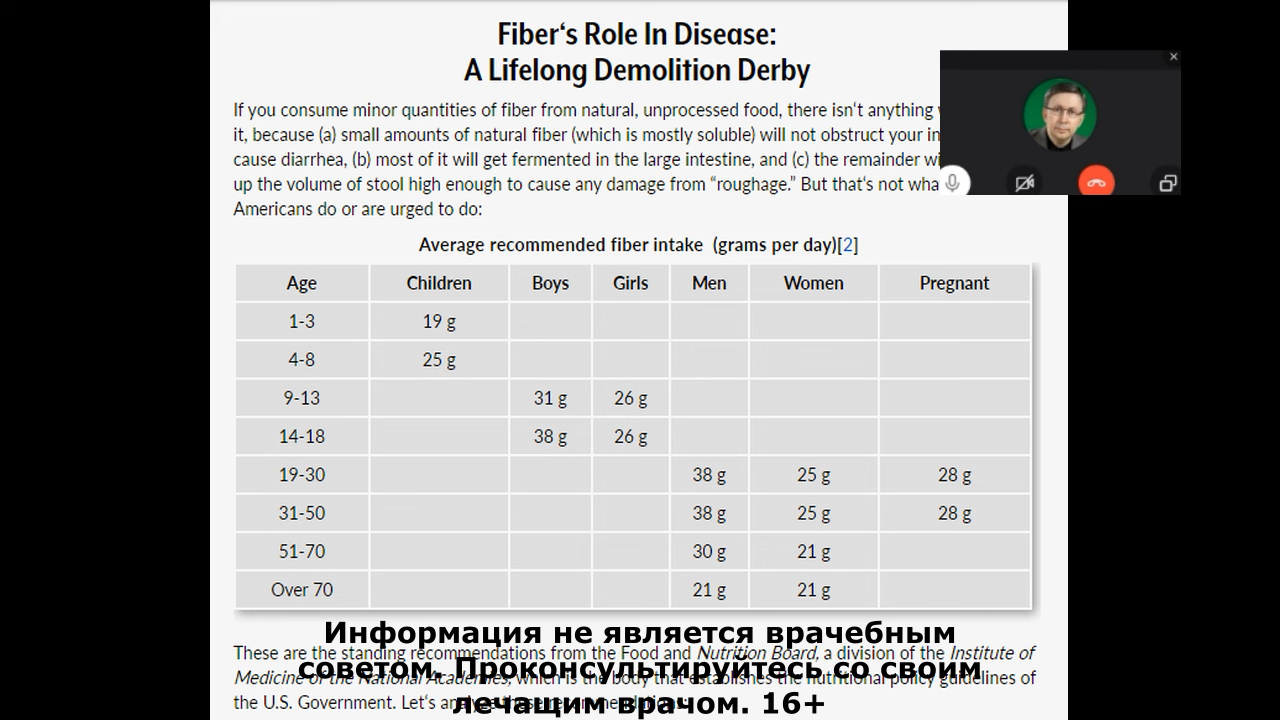 Fiber‘s Role In Disease:
A Lifelong Demolition Derby
If you consume minor quantities of fiber from natural, unprocessed food, there isn‘t anything
it, because (a) small amounts of natural fiber (which is mostly soluble) will not obstruct your
cause diarrhea, (b) most of it will get fermented in the large intestine, and (c) the remainder
up the volume of stool high enough to cause any damage from “roughage.” But that‘s not
Americans do or are urged to do:
Average recommended fiber intake (grams per day)[2]
Age Children Boys Girls Men Women Pregnant
1-3 19 g
4-8 25 g
9-13 31 g 26 g
14-18 38 g 26 g
19-30 38 g 25 g 28 g
31-50 38 g 25 g 28 g
51-70 30 g 21 g
Over 70 21 g 21 g
Информация не является врачебным
These are the standing recommendations from the Food and Nutrition Board, a division of the Institute of
советом. Проконсультируйтесь со своим
Medicine of the National Academies, which is the body that establishes the nutritional policy guidelines of
the U.S. Government. Let‘s
лечащим врачом. 16+